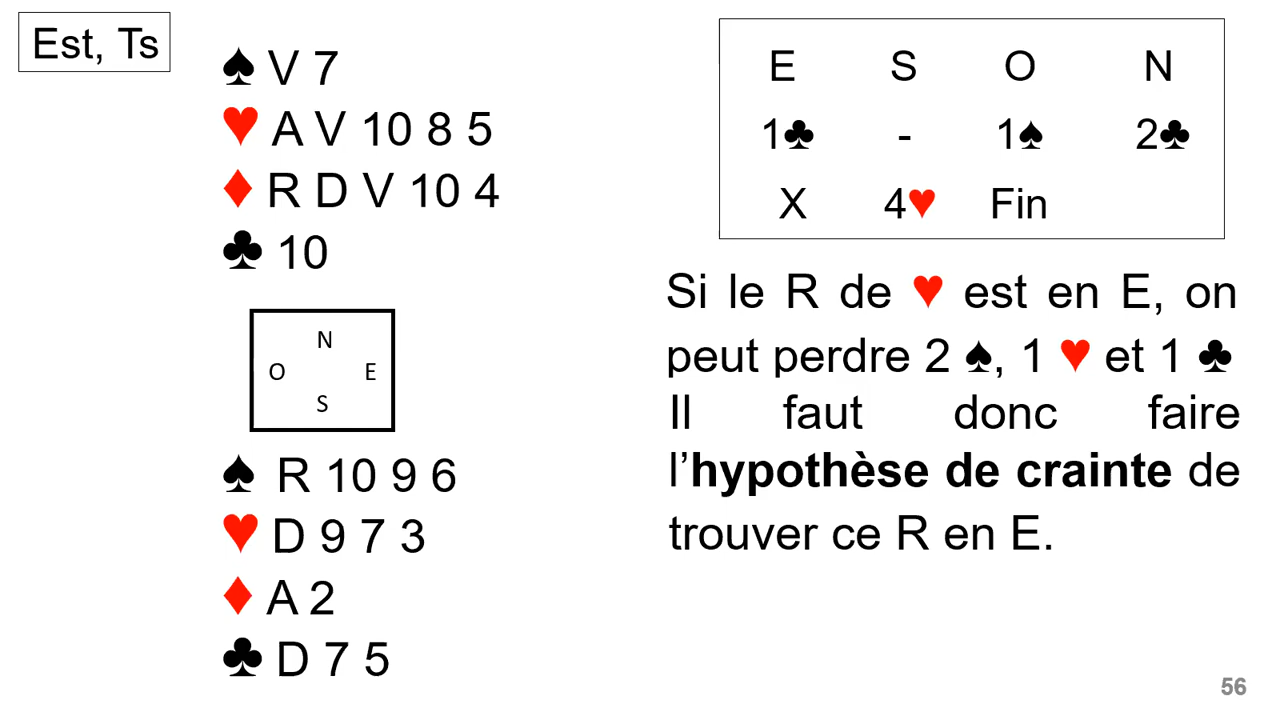 Est, Ts
♠ V 7
♥ A V 10 8 5
♦ R D V 10 4
♣ 10
N
O E
S
♠ R 10 9 6
♥ D 9 7 3
♦ A 2
♣ D 7 5
E S O N
1♣ - 1♠ 2♣
X 4♥ Fin
Si le R de ♥ est en E, on
peut perdre 2 ♠, 1 ♥ et 1 ♣
Il faut donc faire
l’hypothèse de crainte de
trouver ce R en E.
56